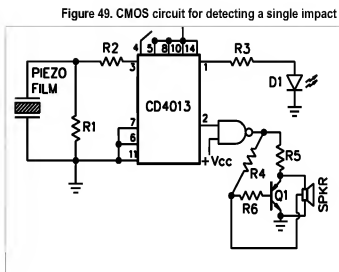 Figure 49. CMOS circuit for detecting a single impact
4 5 8 10 14
R2 3 1 R3
PIEZO
FILM
D1
CD4013
R1
7 2
6 +Vcc R4 R5
11
R6 Q1 SPKR